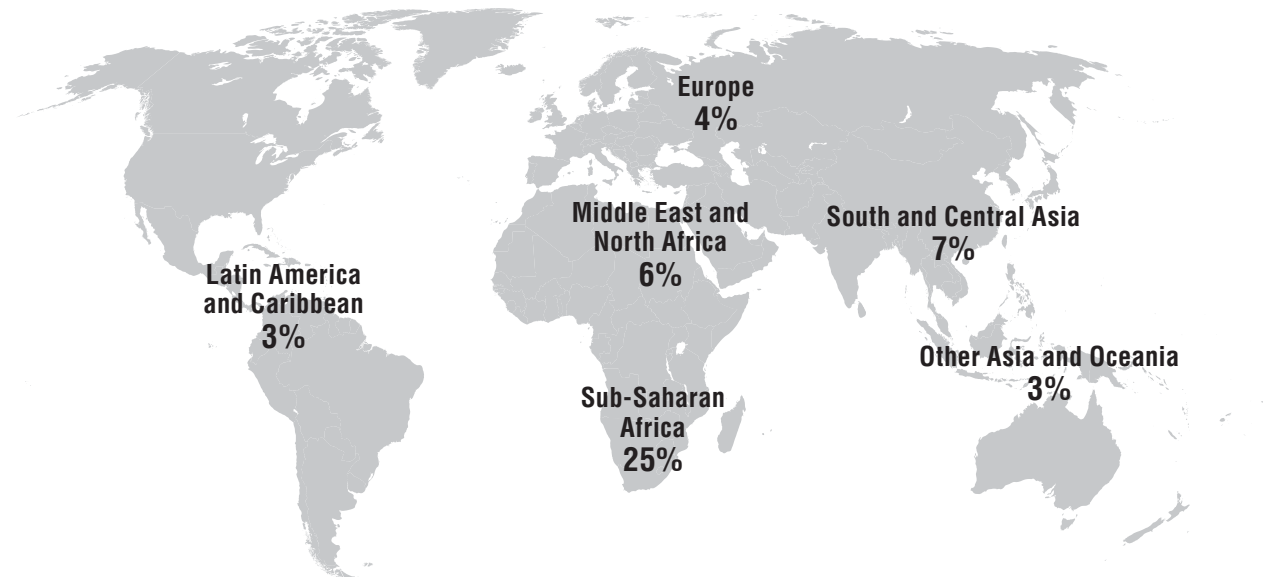 Europe
4%
Middle East and
North Africa
6%
South and Central Asia
7%
Latin America
and Caribbean
3%
Other Asia and Oceania
3%
Sub-Saharan
Africa
25%